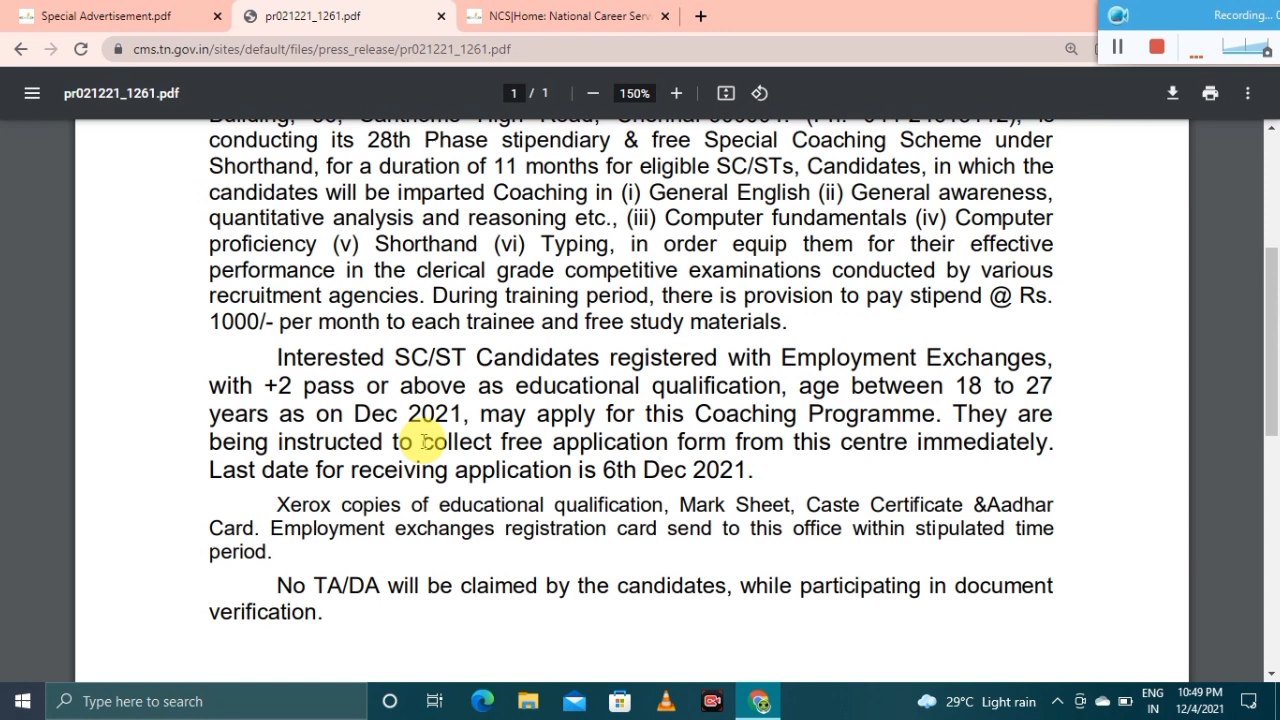 Special Advertisement.pdf
pr021221_1261.pdf
NCS|Home: National Career Serv
Recording...
cms.tn.gov.in/sites/default/files/press_release/pr021221_1261.pdf
pr021221_1261.pdf
1 / 1
150%
conducting its 28th Phase stipendiary & free Special Coaching Scheme under
Shorthand, for a duration of 11 months for eligible SC/STs, Candidates, in which the
candidates will be imparted Coaching in (i) General English (ii) General awareness,
quantitative analysis and reasoning etc., (iii) Computer fundamentals (iv) Computer
proficiency (v) Shorthand (vi) Typing, in order equip them for their effective
performance in the clerical grade competitive examinations conducted by various
recruitment agencies. During training period, there is provision to pay stipend @ Rs.
1000/- per month to each trainee and free study materials.
Interested SC/ST Candidates registered with Employment Exchanges,
with +2 pass or above as educational qualification, age between 18 to 27
years as on Dec 2021, may apply for this Coaching Programme. They are
being instructed to collect free application form from this centre immediately.
Last date for receiving application is 6th Dec 2021.
Xerox copies of educational qualification, Mark Sheet, Caste Certificate &Aadhar
Card. Employment exchanges registration card send to this office within stipulated time
period.
No TA/DA will be claimed by the candidates, while participating in document
verification.
Type here to search
29°C Light rain
ENG
IN
10:49 PM
12/4/2021